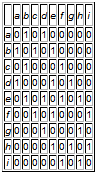 a b c d e f g h i
a 0 1 0 1 0 0 0 0 0
b 1 0 1 0 1 0 0 0 0
c 0 1 0 0 0 1 0 0 0
d 1 0 0 0 1 0 1 0 0
e 0 1 0 1 0 1 0 1 0
f 0 0 1 0 1 0 0 0 1
g 0 0 0 1 0 0 0 1 0
h 0 0 0 0 1 0 1 0 1
i 0 0 0 0 0 1 0 1 0